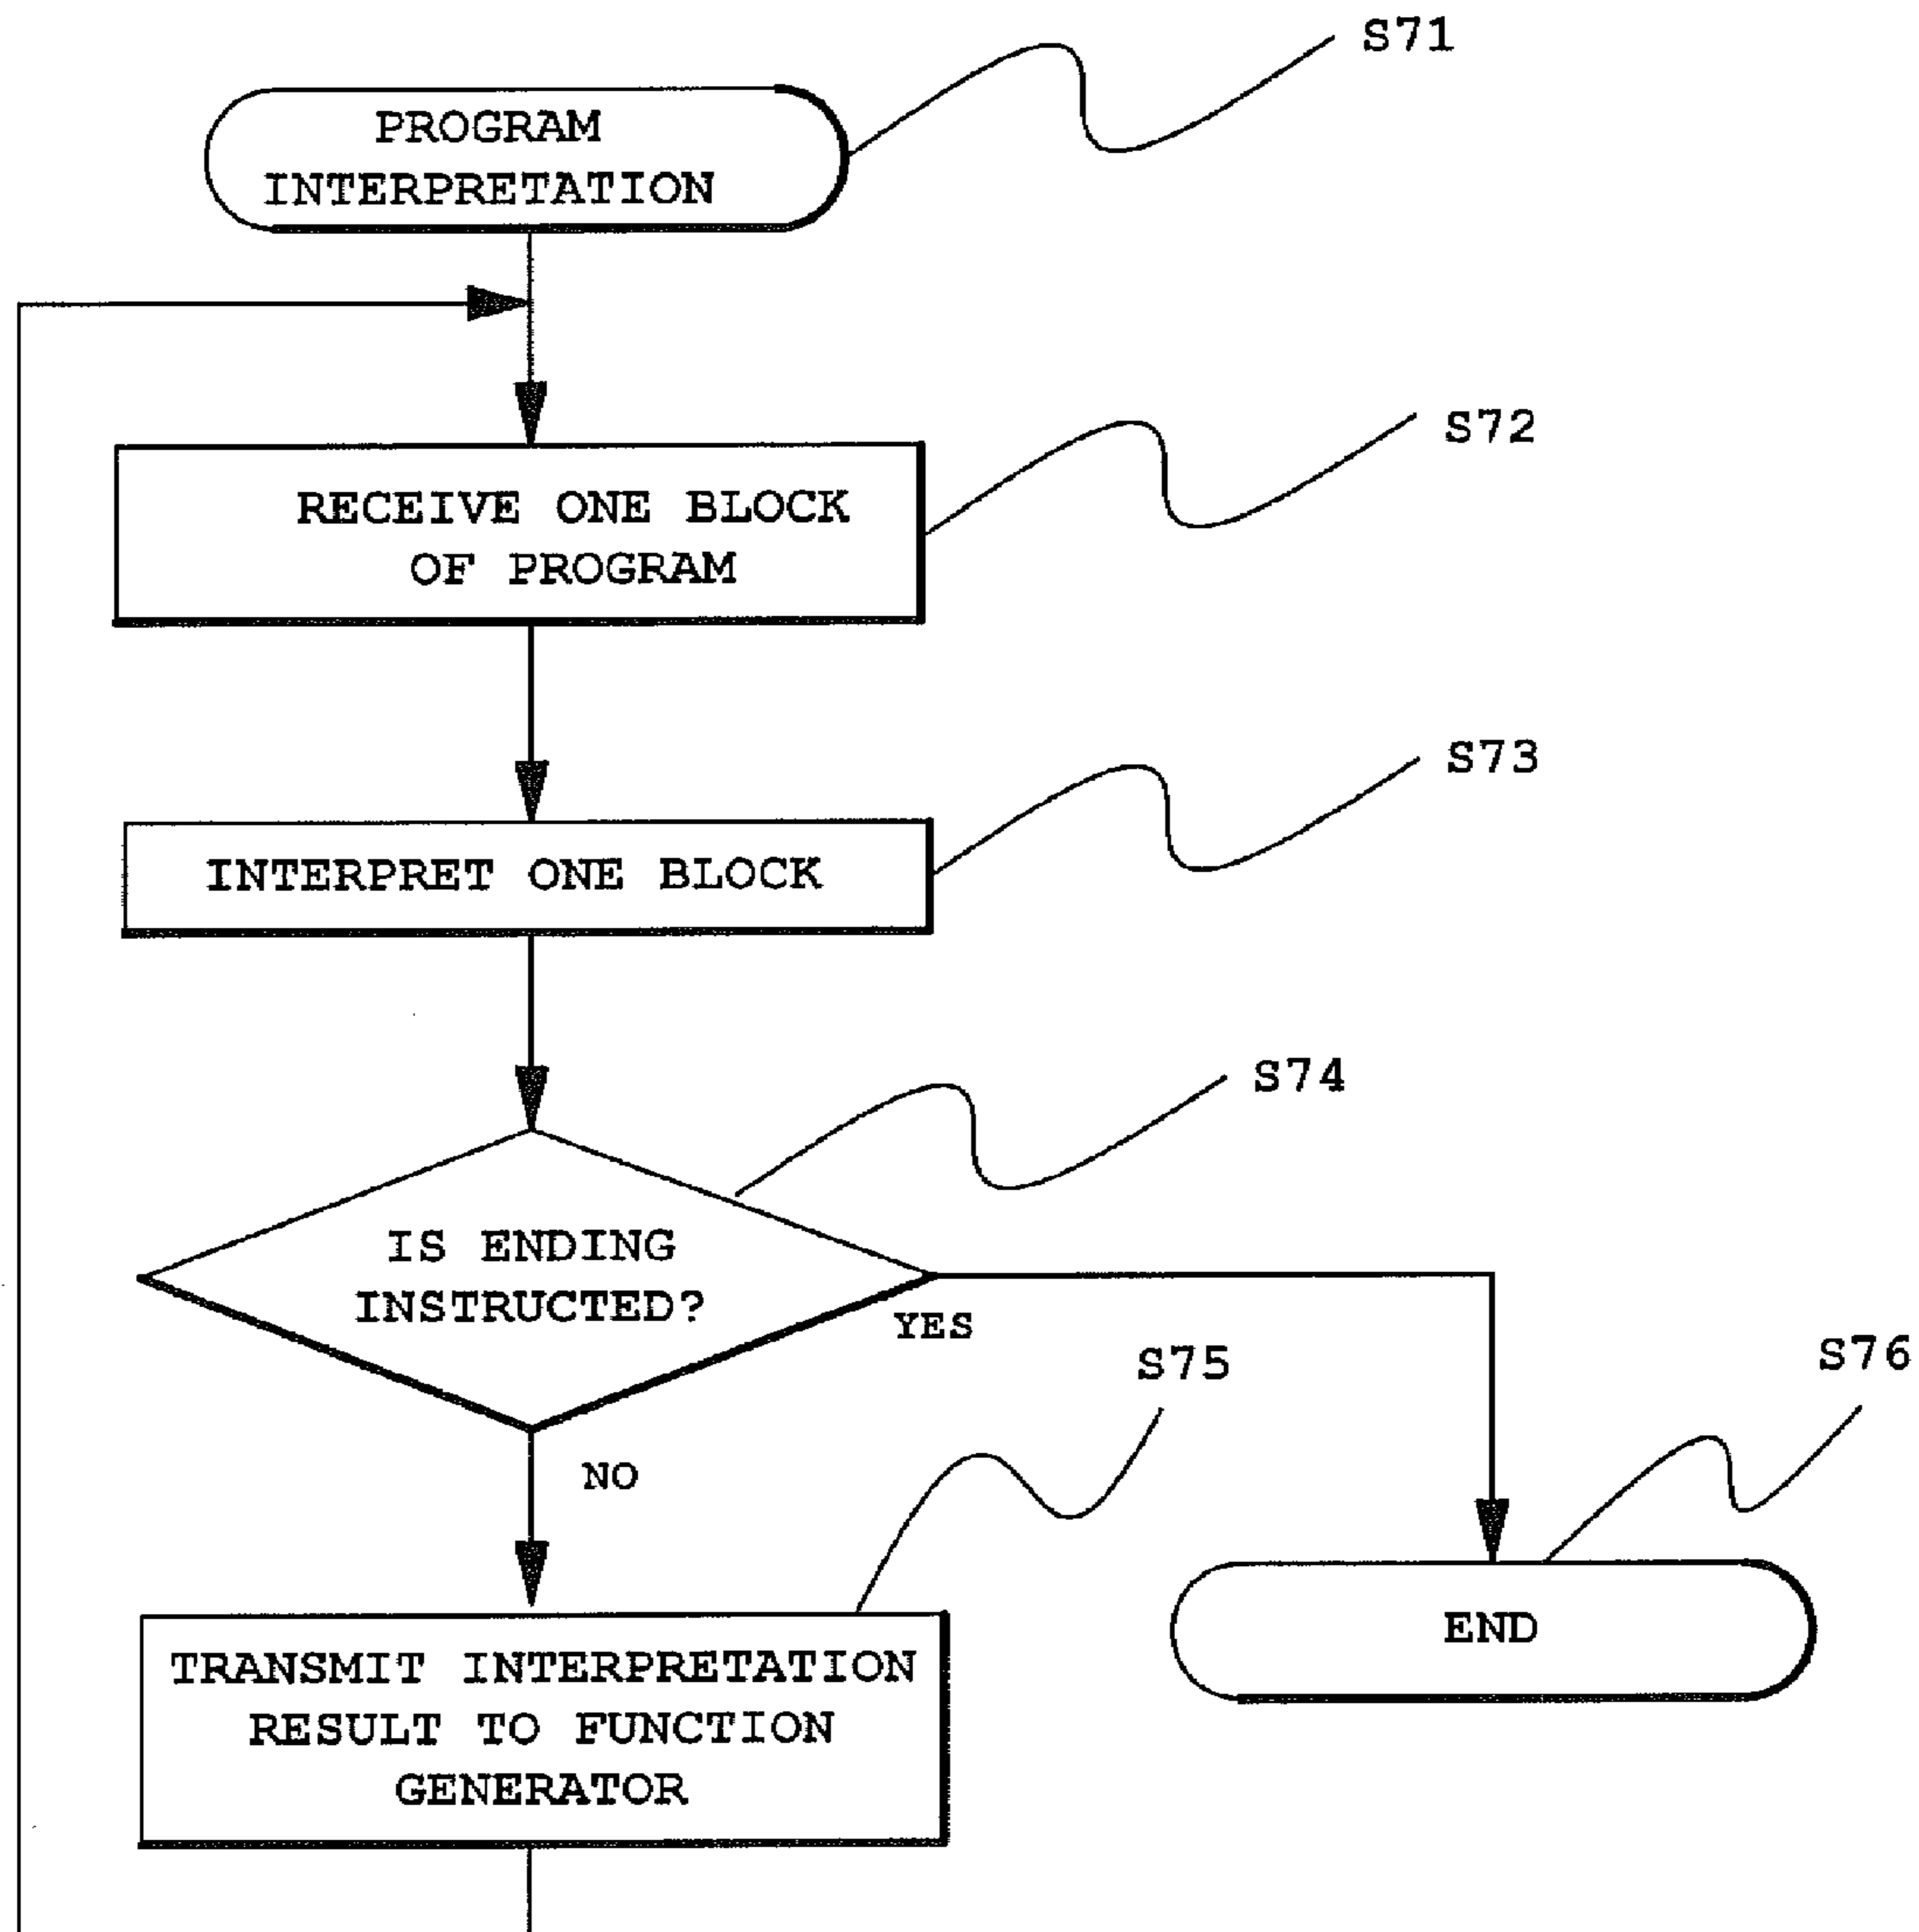 S71
PROGRAM
INTERPRETATION
S72
RECEIVE ONE BLOCK
OF PROGRAM
S73
INTERPRET ONE BLOCK
S74
IS ENDING
INSTRUCTED?
YES
S75
S76
NO
END
TRANSMIT INTERPRETATION
RESULT TO FUNCTION
GENERATOR